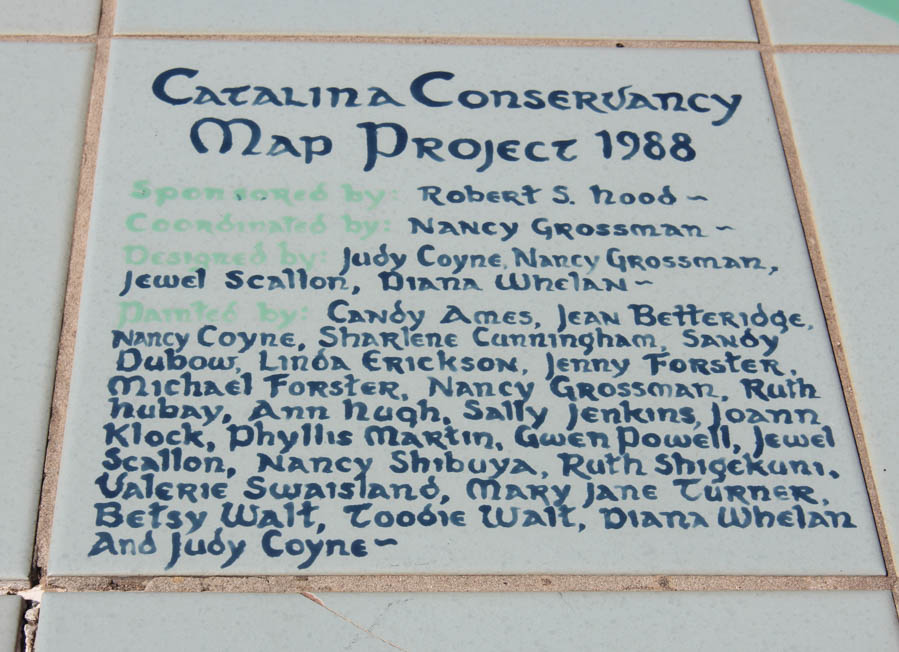 Catalina Conservancy
Map Project 1988
Sponsored by: Robert S. Hood ~
Coordinated by: Nancy Grossman ~
Designed by: Judy Coyne, Nancy Grossman,
Jewel Scallon, Diana Whelan ~
Painted by: Candy Ames, Jean Betteridge,
Nancy Coyne, Sharlene Cunningham, Sandy
Dubow, Linda Erickson, Jenny Forster,
Michael Forster, Nancy Grossman, Ruth
Hubay, Ann Hugh, Sally Jenkins, Joann
Klock, Phyllis Martin, Gwen Powell, Jewel
Scallon, Nancy Shibuya, Ruth Shigekuni,
Valerie Swaisland, Mary Jane Turner,
Betsy Walt, Toodie Walt, Diana Whelan
And Judy Coyne ~